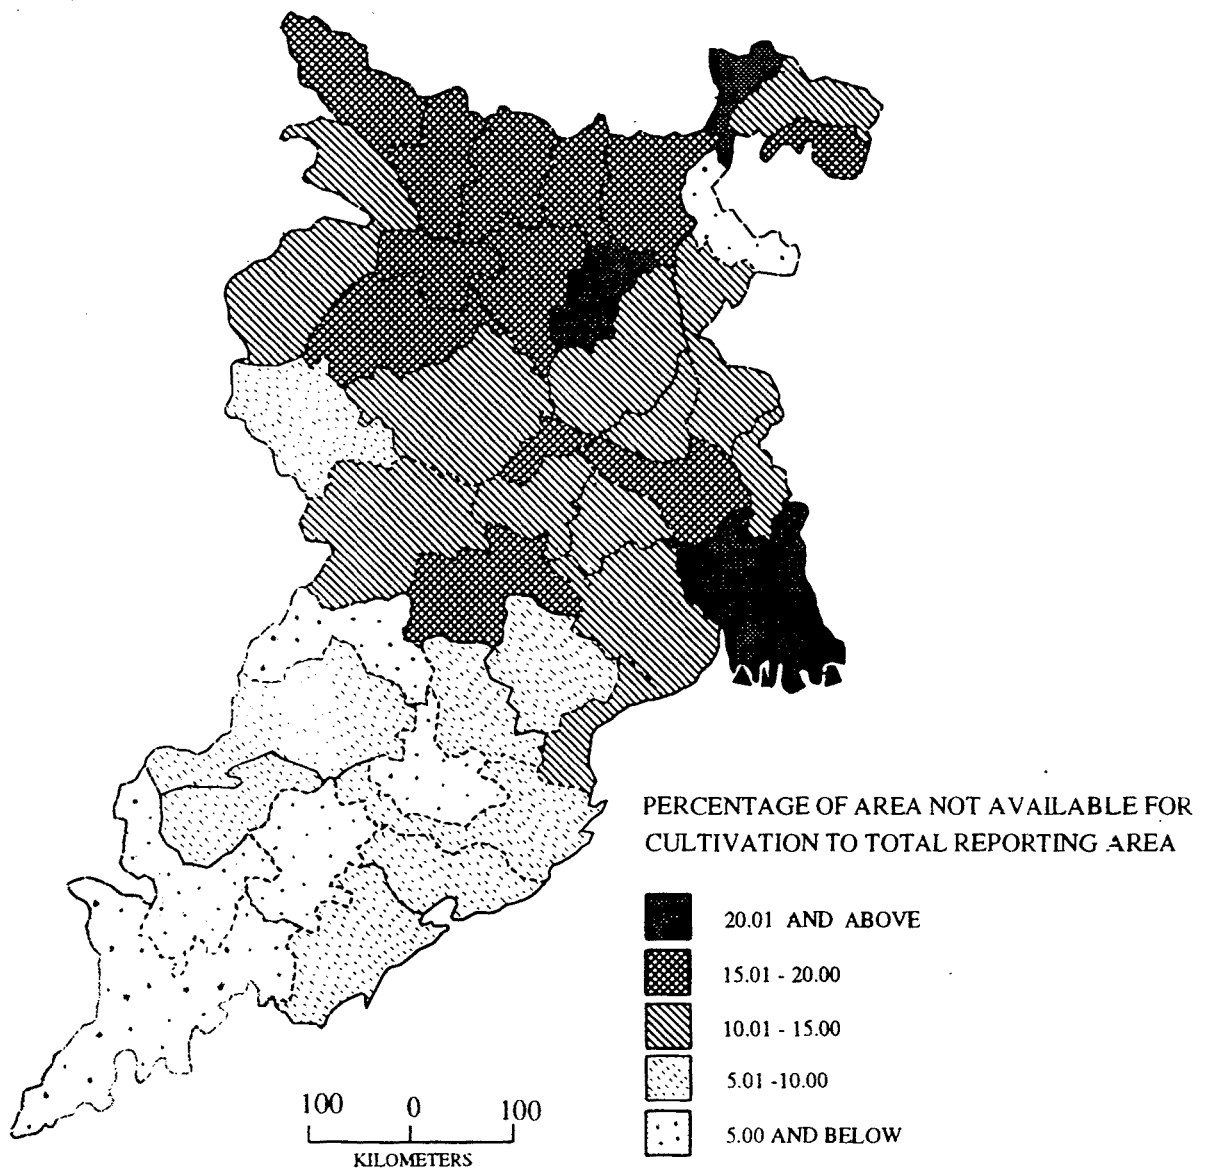 PERCENTAGE OF AREA NOT AVAILABLE FOR
CULTIVATION TO TOTAL REPORTING AREA
20.01 AND ABOVE
15.01 - 20.00
10.01 - 15.00
5.01 -10.00
5.00 AND BELOW
100 0 100
KILOMETERS